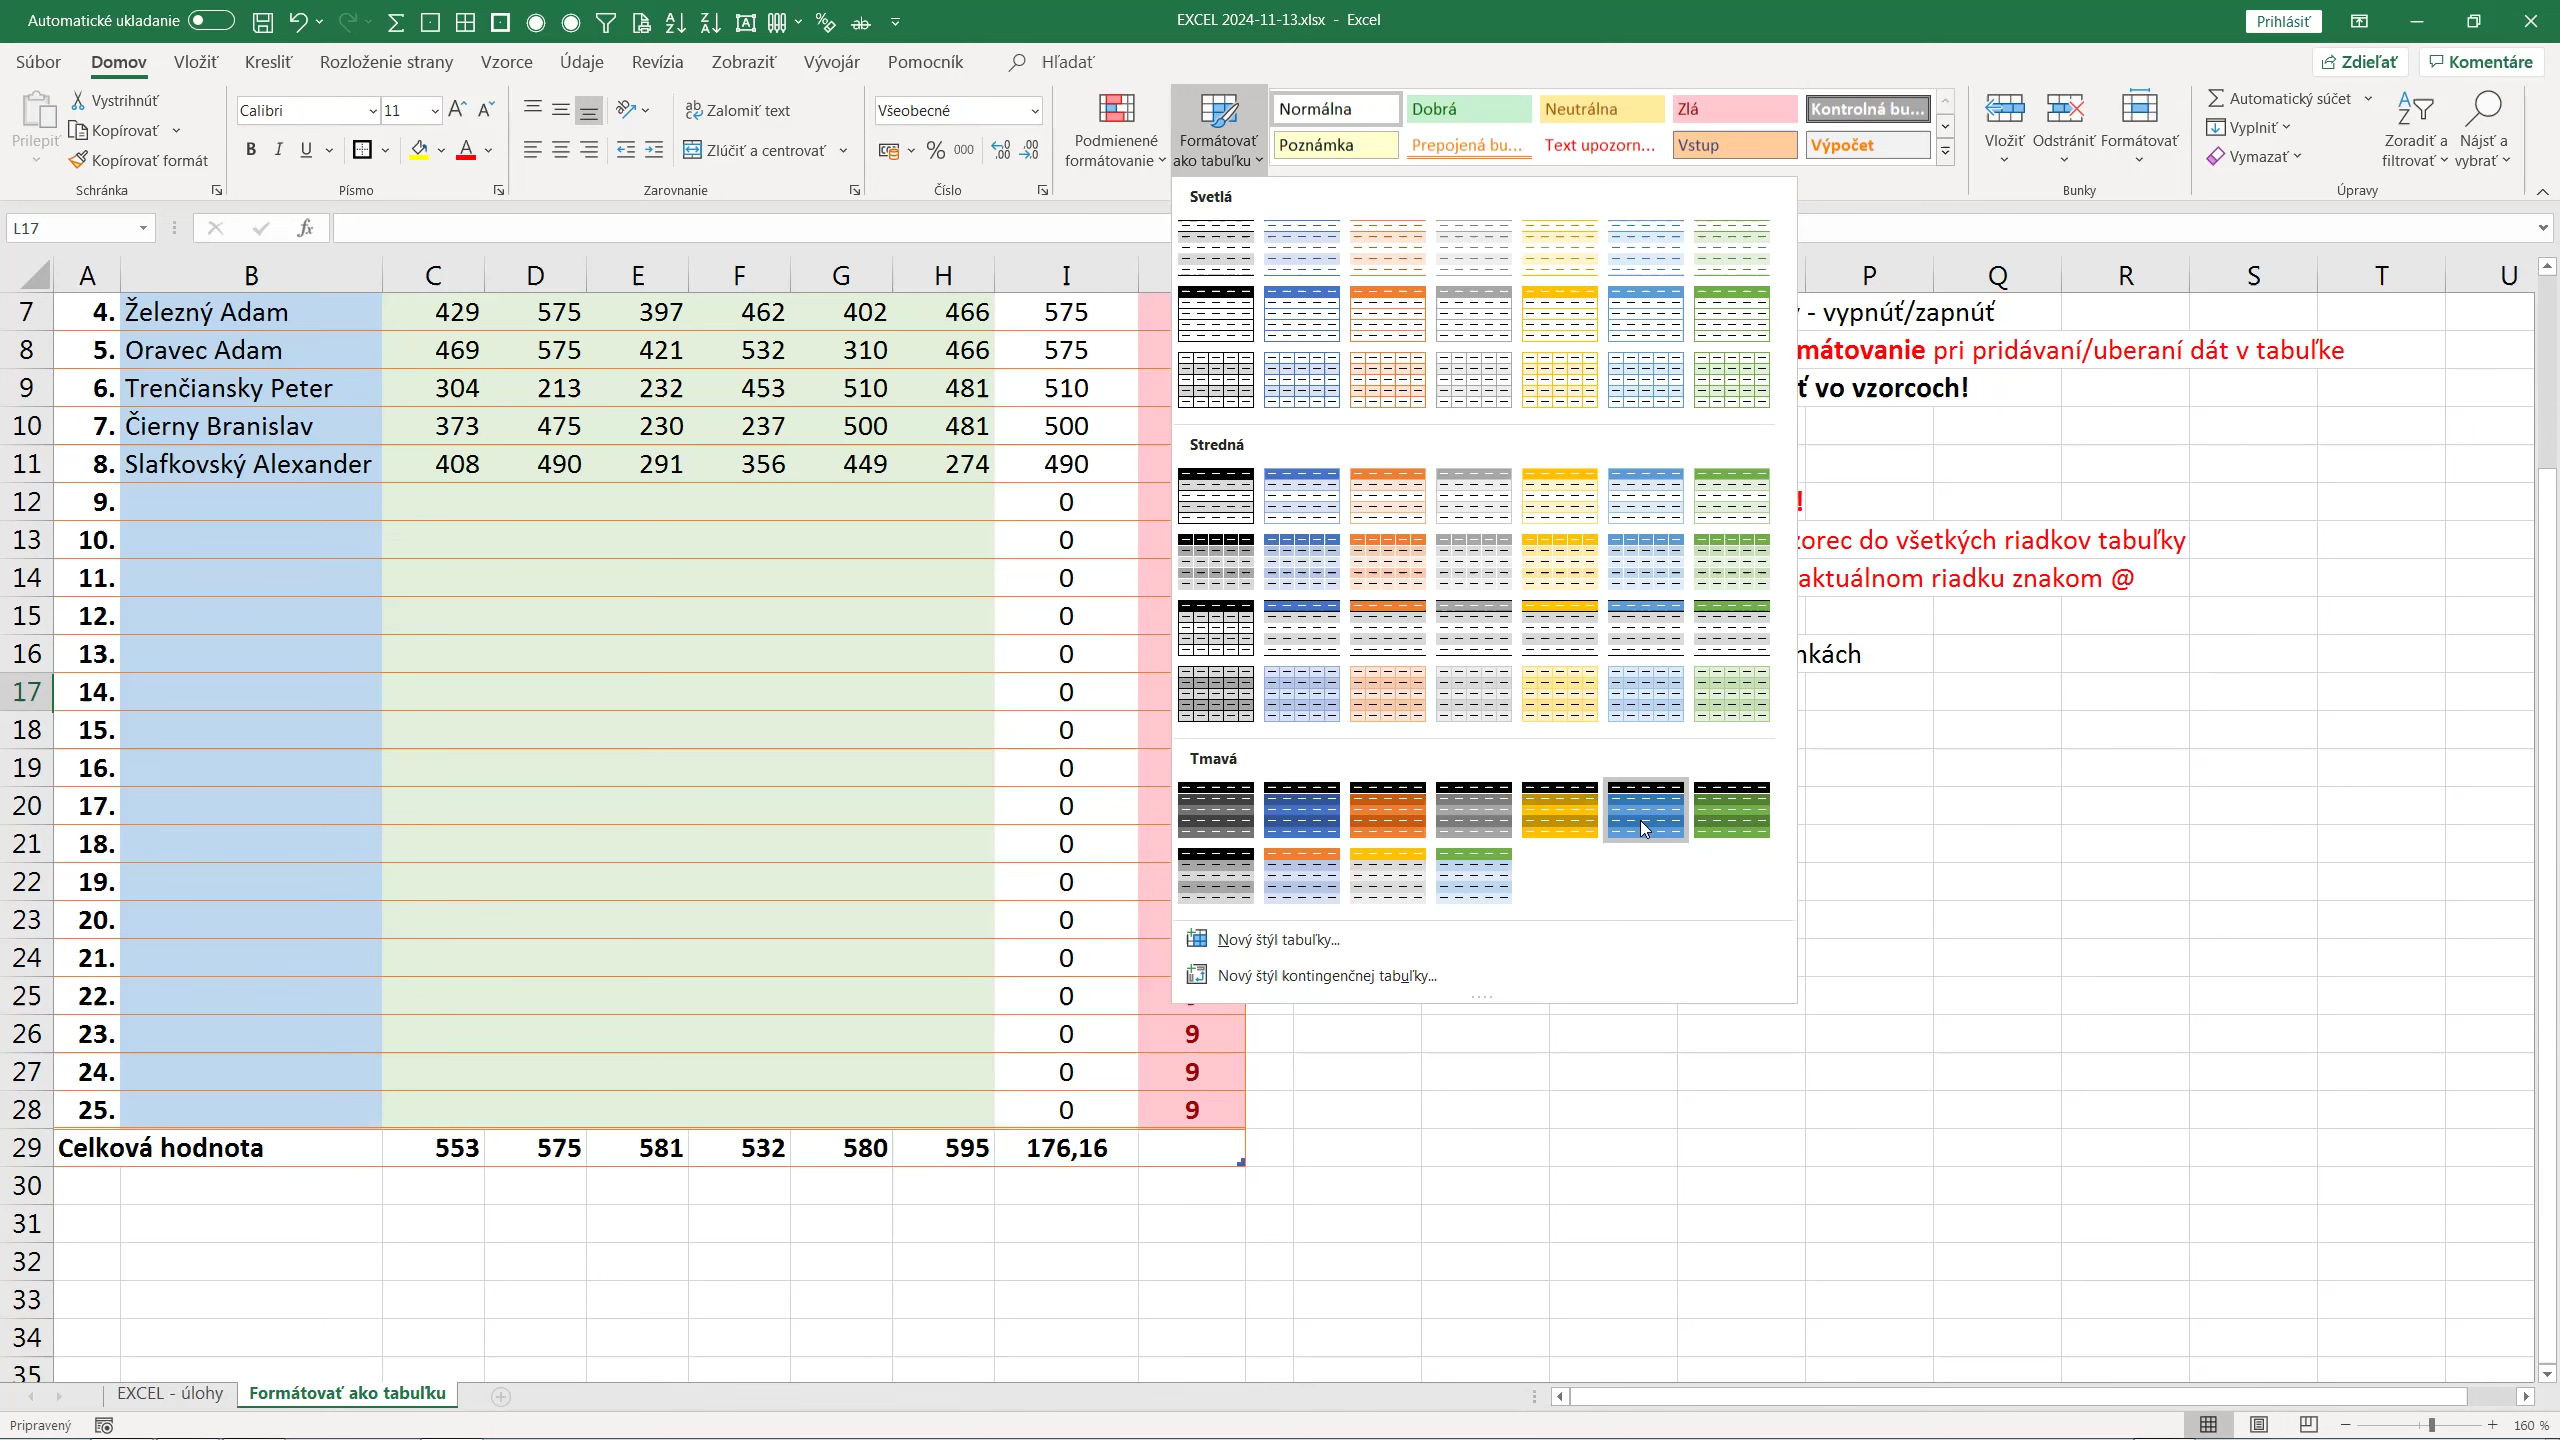 Automatické ukladanie
EXCEL 2024-11-13.xlsx - Excel
Prihlásiť
Súbor Domov Vložiť Kresliť Rozloženie strany Vzorce Údaje Revízia Zobraziť Vývojár Pomocník Hľadať Zdieľať Komentáre
Prilepiť
Vystrihnúť
Kopírovať
Kopírovať formát
Schránka
Calibri 11
B I U
Písmo
Zalomiť text
Zlúčiť a centrovať
Zarovnanie
Všeobecné
% 000
Číslo
Podmienené formátovanie
Formátovať ako tabuľku
Normálna Dobrá Neutrálna Zlá Kontrolná bu...
Poznámka Prepojená bu... Text upozorn... Vstup Výpočet
Vložiť Odstrániť Formátovať
Bunky
Automatický súčet
Vyplniť
Vymazať
Zoradiť a filtrovať
Nájsť a vybrať
Úpravy
L17
fx
Svetlá
Stredná
Tmavá
Nový štýl tabuľky...
Nový štýl kontingenčnej tabuľky...
A B C D E F G H I P Q R S T U
7 4. Železný Adam 429 575 397 462 402 466 575 - vypnúť/zapnúť
8 5. Oravec Adam 469 575 421 532 310 466 575 mátovanie pri pridávaní/uberaní dát v tabuľke
9 6. Trenčiansky Peter 304 213 232 453 510 481 510 ť vo vzorcoch!
10 7. Čierny Branislav 373 475 230 237 500 481 500
11 8. Slafkovský Alexander 408 490 291 356 449 274 490
12 9. 0 !
13 10. 0 zorec do všetkých riadkov tabuľky
14 11. 0 aktuálnom riadku znakom @
15 12. 0
16 13. 0 nkách
17 14. 0
18 15. 0
19 16. 0
20 17. 0
21 18. 0
22 19. 0
23 20. 0
24 21. 0
25 22. 0
26 23. 0 9
27 24. 0 9
28 25. 0 9
29 Celková hodnota 553 575 581 532 580 595 176,16
30
31
32
33
34
35
EXCEL - úlohy Formátovať ako tabuľku
Pripravený
160 %